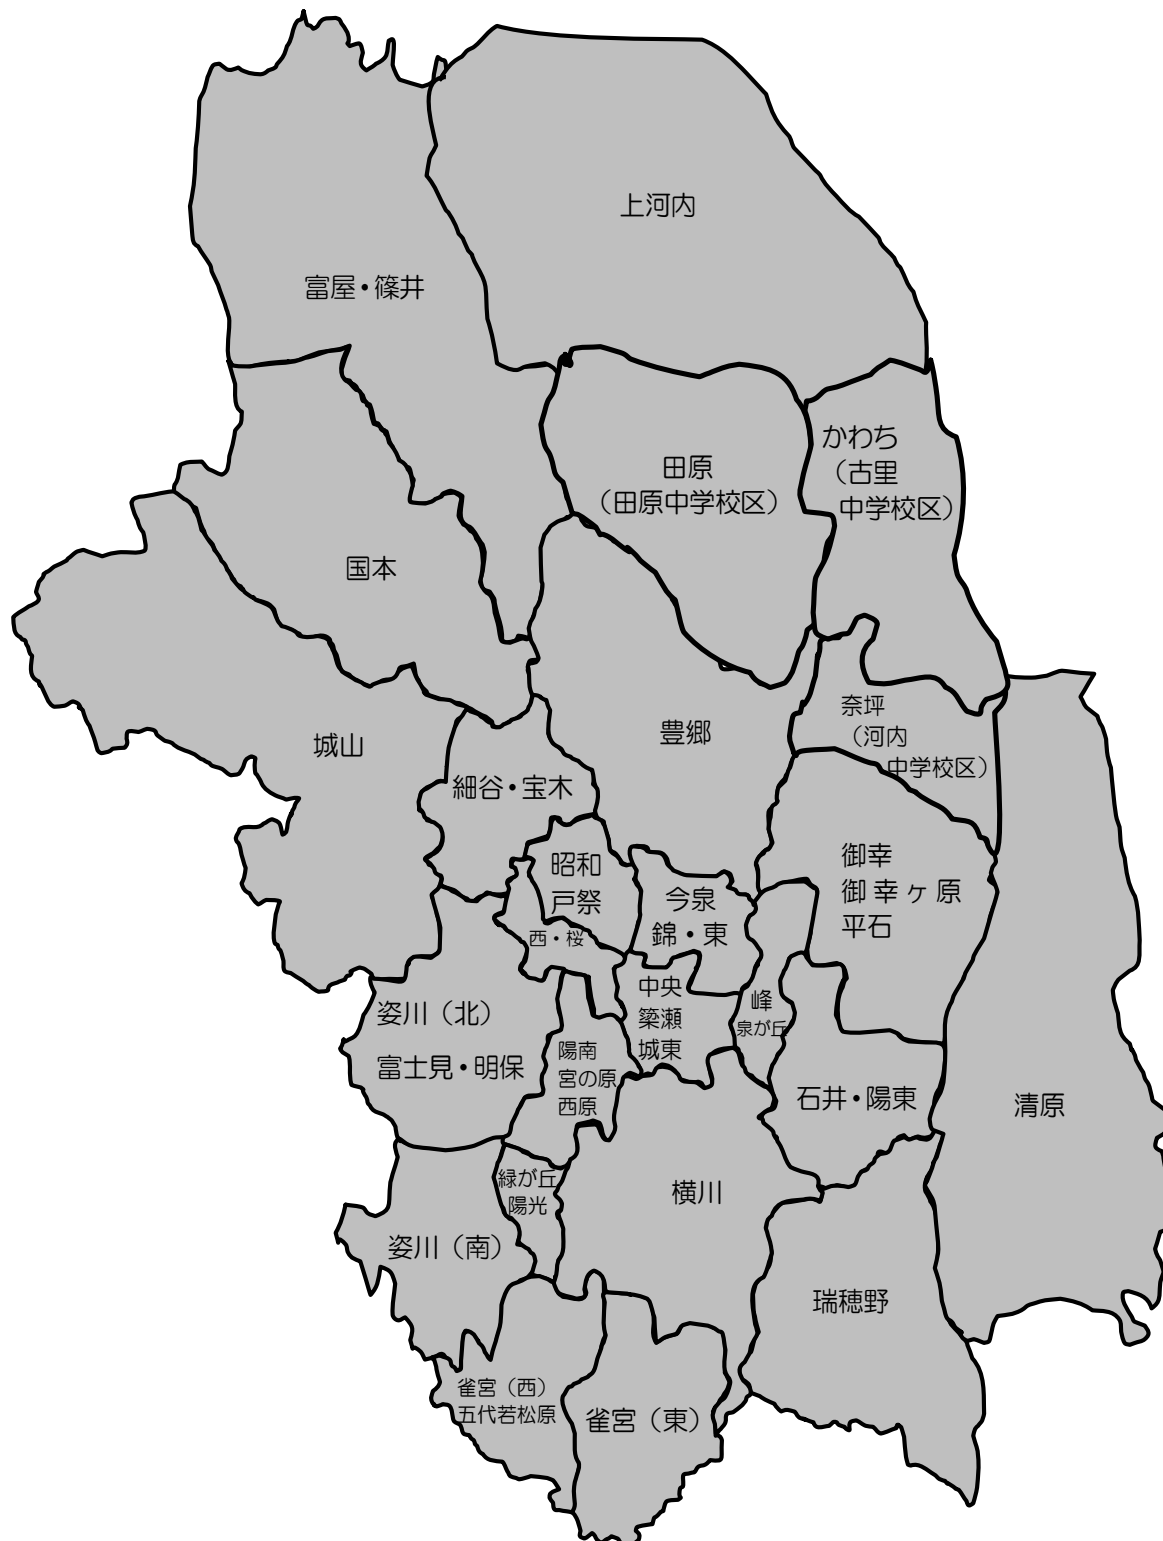 上河内
富屋・篠井
かわち
（古里
中学校区）
田原
（田原中学校区）
国本
奈坪
（河内
中学校区）
豊郷
城山
細谷・宝木
昭和
戸祭
御幸
御幸ヶ原
平石
今泉
錦・東
西・桜
中央
簗瀬
城東
峰
泉が丘
姿川（北）
富士見・明保
陽南
宮の原
西原
石井・陽東
清原
緑が丘
陽光
横川
姿川（南）
瑞穂野
雀宮（西）
五代若松原
雀宮（東）